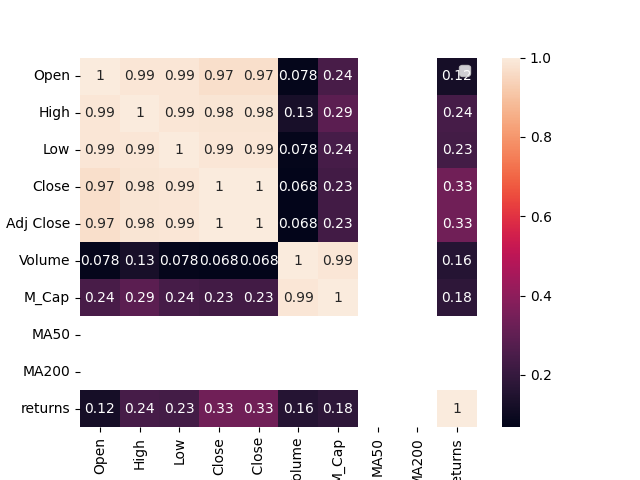 Open 1 0.99 0.99 0.97 0.97 0.078 0.24 0.12
High 0.99 1 0.99 0.98 0.98 0.13 0.29 0.24
Low 0.99 0.99 1 0.99 0.99 0.078 0.24 0.23
Close 0.97 0.98 0.99 1 1 0.068 0.23 0.33
Adj Close 0.97 0.98 0.99 1 1 0.068 0.23 0.33
Volume 0.078 0.13 0.078 0.068 0.068 1 0.99 0.16
M_Cap 0.24 0.29 0.24 0.23 0.23 0.99 1 0.18
MA50
MA200
returns 0.12 0.24 0.23 0.33 0.33 0.16 0.18 1
Open
High
Low
Close
Close
olume
M_Cap
MA50
MA200
eturns
1.0
0.8
0.6
0.4
0.2